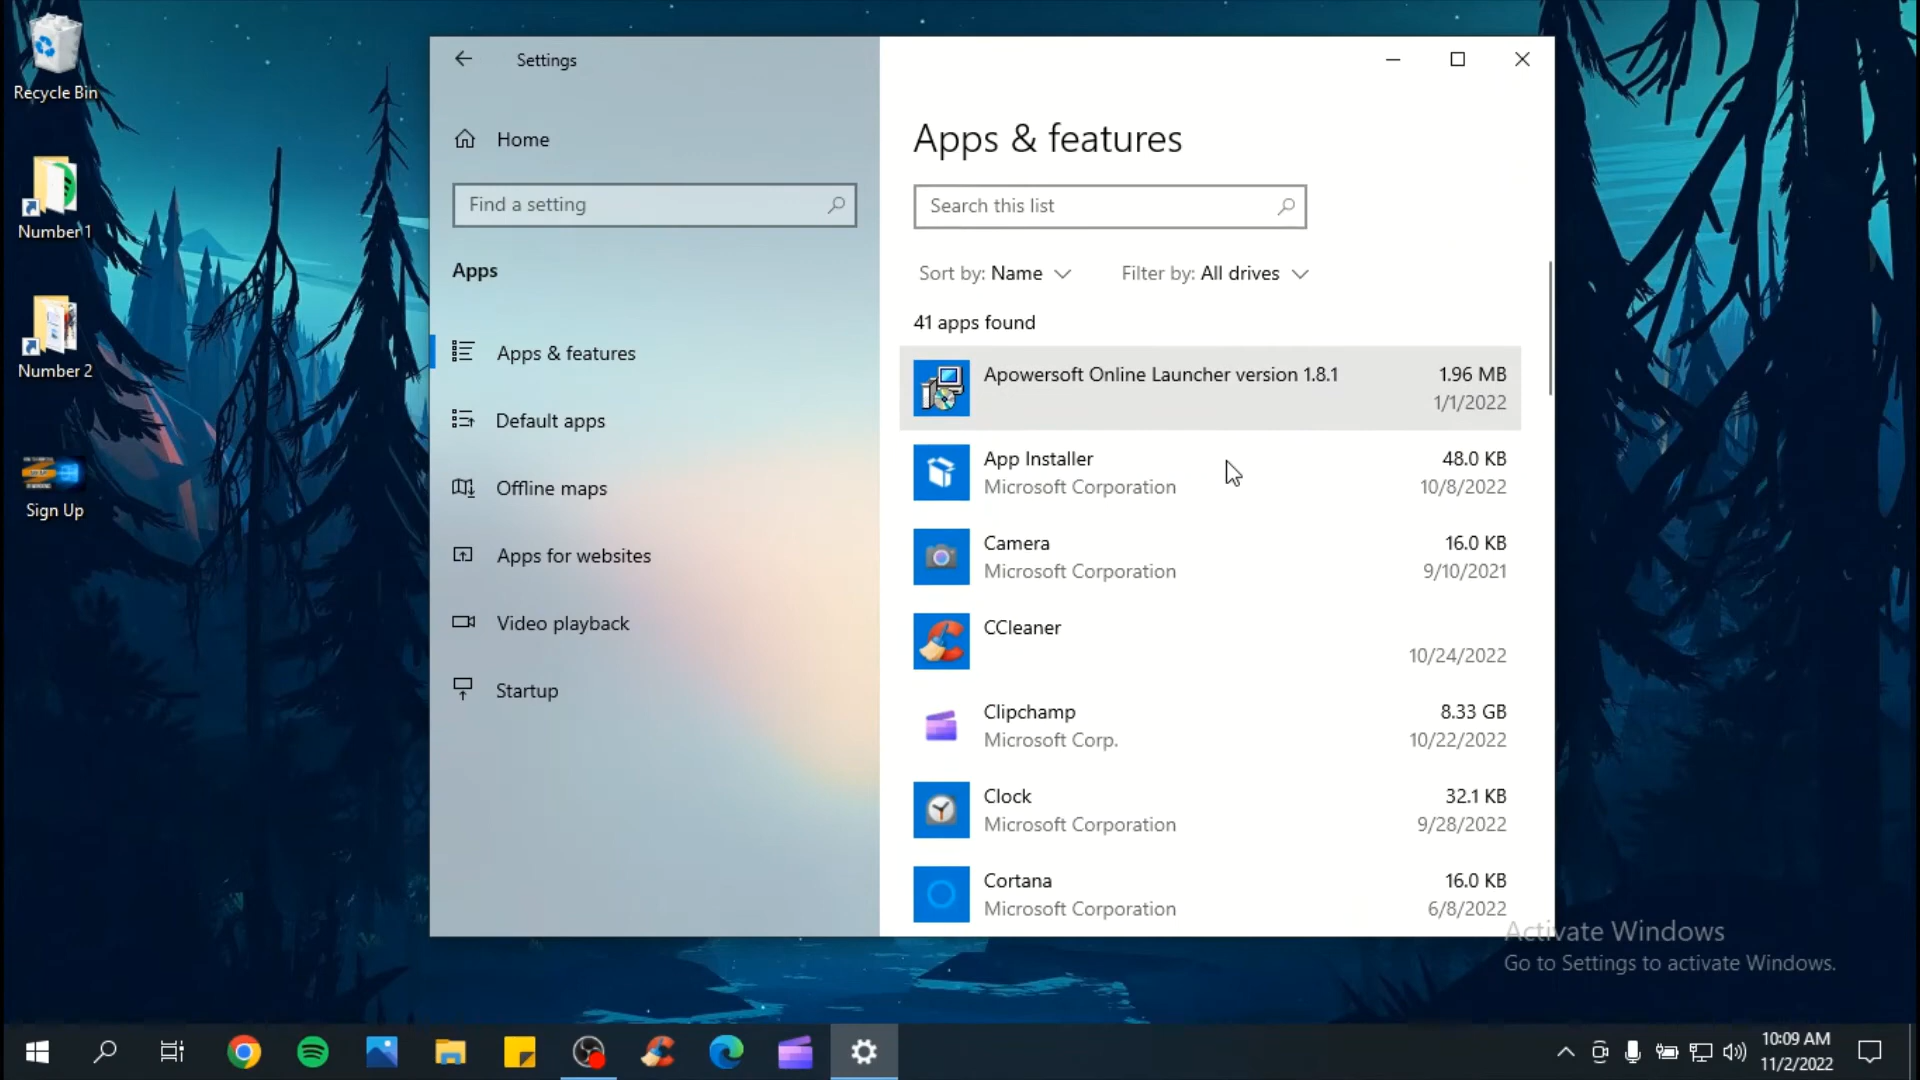 Recycle Bin
Number 1
Number 2
Sign Up
Settings
Home
Find a setting
Apps
Apps & features
Default apps
Offline maps
Apps for websites
Video playback
Startup
Apps & features
Search this list
Sort by: Name
Filter by: All drives
41 apps found
Apowersoft Online Launcher version 1.8.1
1.96 MB
1/1/2022
App Installer
48.0 KB
Microsoft Corporation
10/8/2022
Camera
16.0 KB
Microsoft Corporation
9/10/2021
CCleaner
10/24/2022
Clipchamp
8.33 GB
Microsoft Corp.
10/22/2022
Clock
32.1 KB
Microsoft Corporation
9/28/2022
Cortana
16.0 KB
Microsoft Corporation
6/8/2022
Activate Windows
Go to Settings to activate Windows.
10:09 AM
11/2/2022